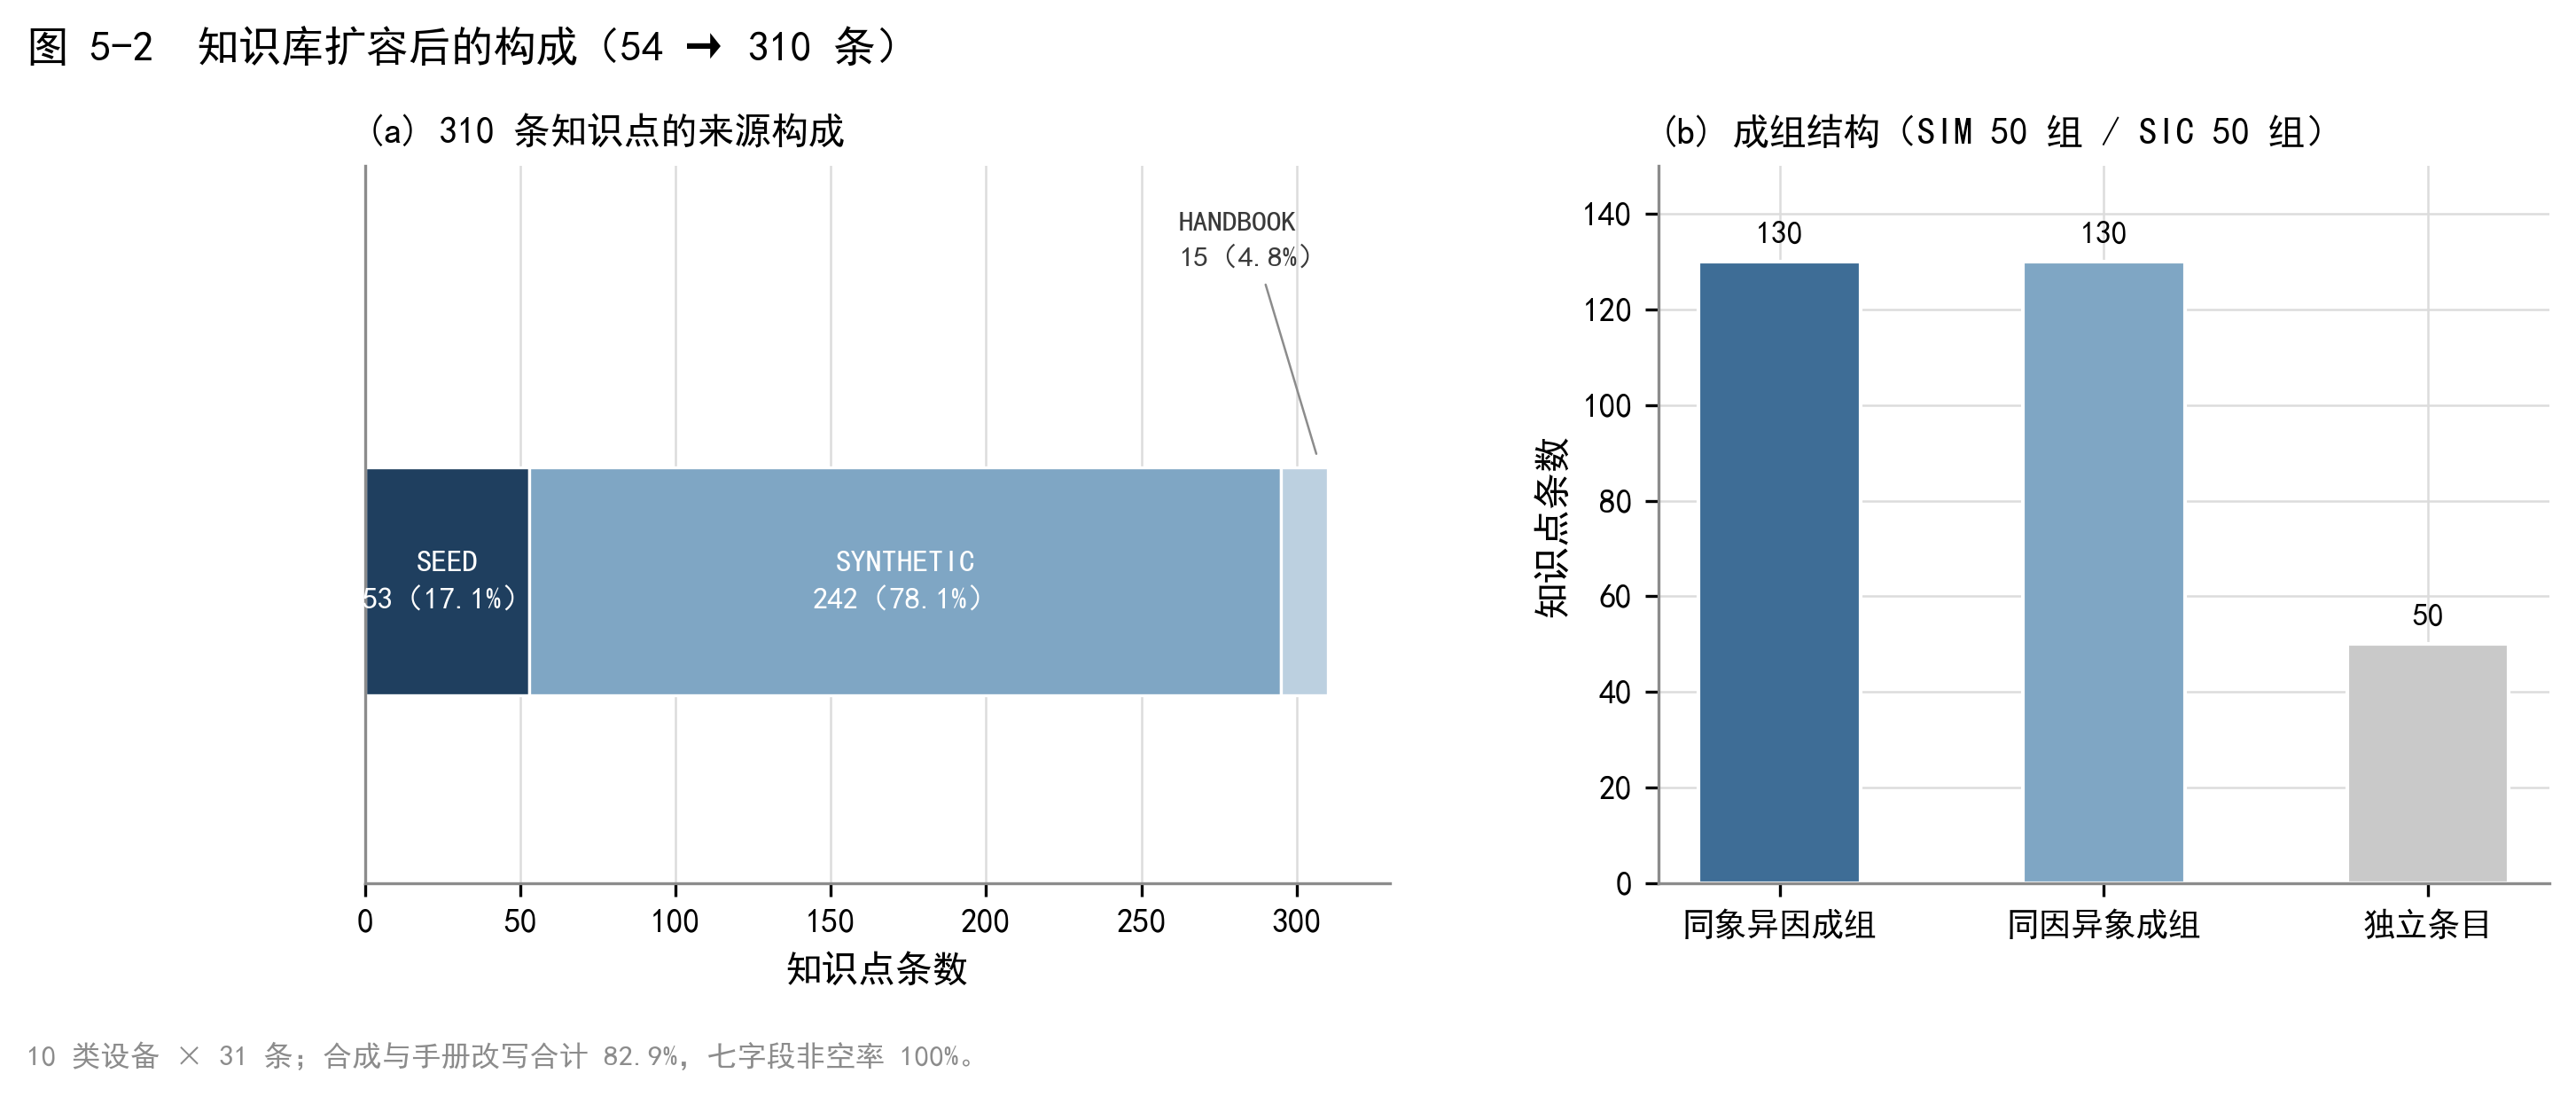 图 5-2  知识库扩容后的构成（54 → 310 条）
(a) 310 条知识点的来源构成
HANDBOOK
15（4.8%）
SEED
53（17.1%）
SYNTHETIC
242（78.1%）
0 50 100 150 200 250 300
知识点条数
(b) 成组结构（SIM 50 组 / SIC 50 组）
知识点条数
140
120
100
80
60
40
20
0
130
130
50
同象异因成组 同因异象成组 独立条目
10 类设备 × 31 条；合成与手册改写合计 82.9%，七字段非空率 100%。